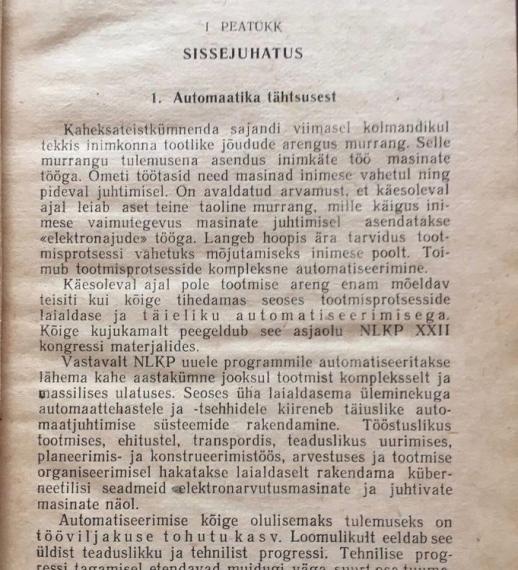 I PEATÜKK
SISSEJUHATUS
1. Automaatika tähtsusest
Kaheksateistkümnenda sajandi viimasel kolmandikul
tekkis inimkonna tootlike jõudude arengus murrang. Selle
murrangu tulemusena asendus inimkäte töö masinate
tööga. Ometi töötasid need masinad inimese vahetul ning
pideval juhtimisel. On avaldatud arvamust, et käesoleval
ajal leiab aset teine taoline murrang, mille käigus ini-
mese vaimutegevus masinate juhtimisel asendatakse
«elektronajude» tööga. Langeb hoopis ära tarvidus toot-
misprotsessi vahetuks mõjutamiseks inimese poolt. Toi-
mub tootmisprotsesside kompleksne automatiseerimine.
Käesoleval ajal pole tootmise areng enam mõeldav
teisiti kui kõige tihedamas seoses tootmisprotsesside
laialdase ja täieliku automatiseerimisega.
Kõige kujukamalt peegeldub see asjaolu NLKP XXII
kongressi materjalides.
Vastavalt NLKP uuele programmile automatiseeritakse
lähema kahe aastakümne jooksul tootmist kompleksselt ja
massilises ulatuses. Seoses üha laialdasema üleminekuga
automaattehastele ja -tsehhidele kiireneb täiuslike auto-
maatjuhtimise süsteemide rakendamine. Tööstuslikus
tootmises, ehitustel, transpordis, teaduslikus uurimises,
planeerimis- ja konstrueerimistöös, arvestuses ja tootmise
organiseerimisel hakatakse laialdaselt rakendama küber-
neetilisi seadmeid elektronarvutusmasinate ja juhtivate
masinate näol.
Automatiseerimise kõige olulisemaks tulemuseks on
tööviljakuse tohutu kasv. Loomulikult eeldab see
üldist teaduslikku ja tehnilist progressi. Tehnilise prog-
ressi tagamisel etendavad muidugi väga suurt osa